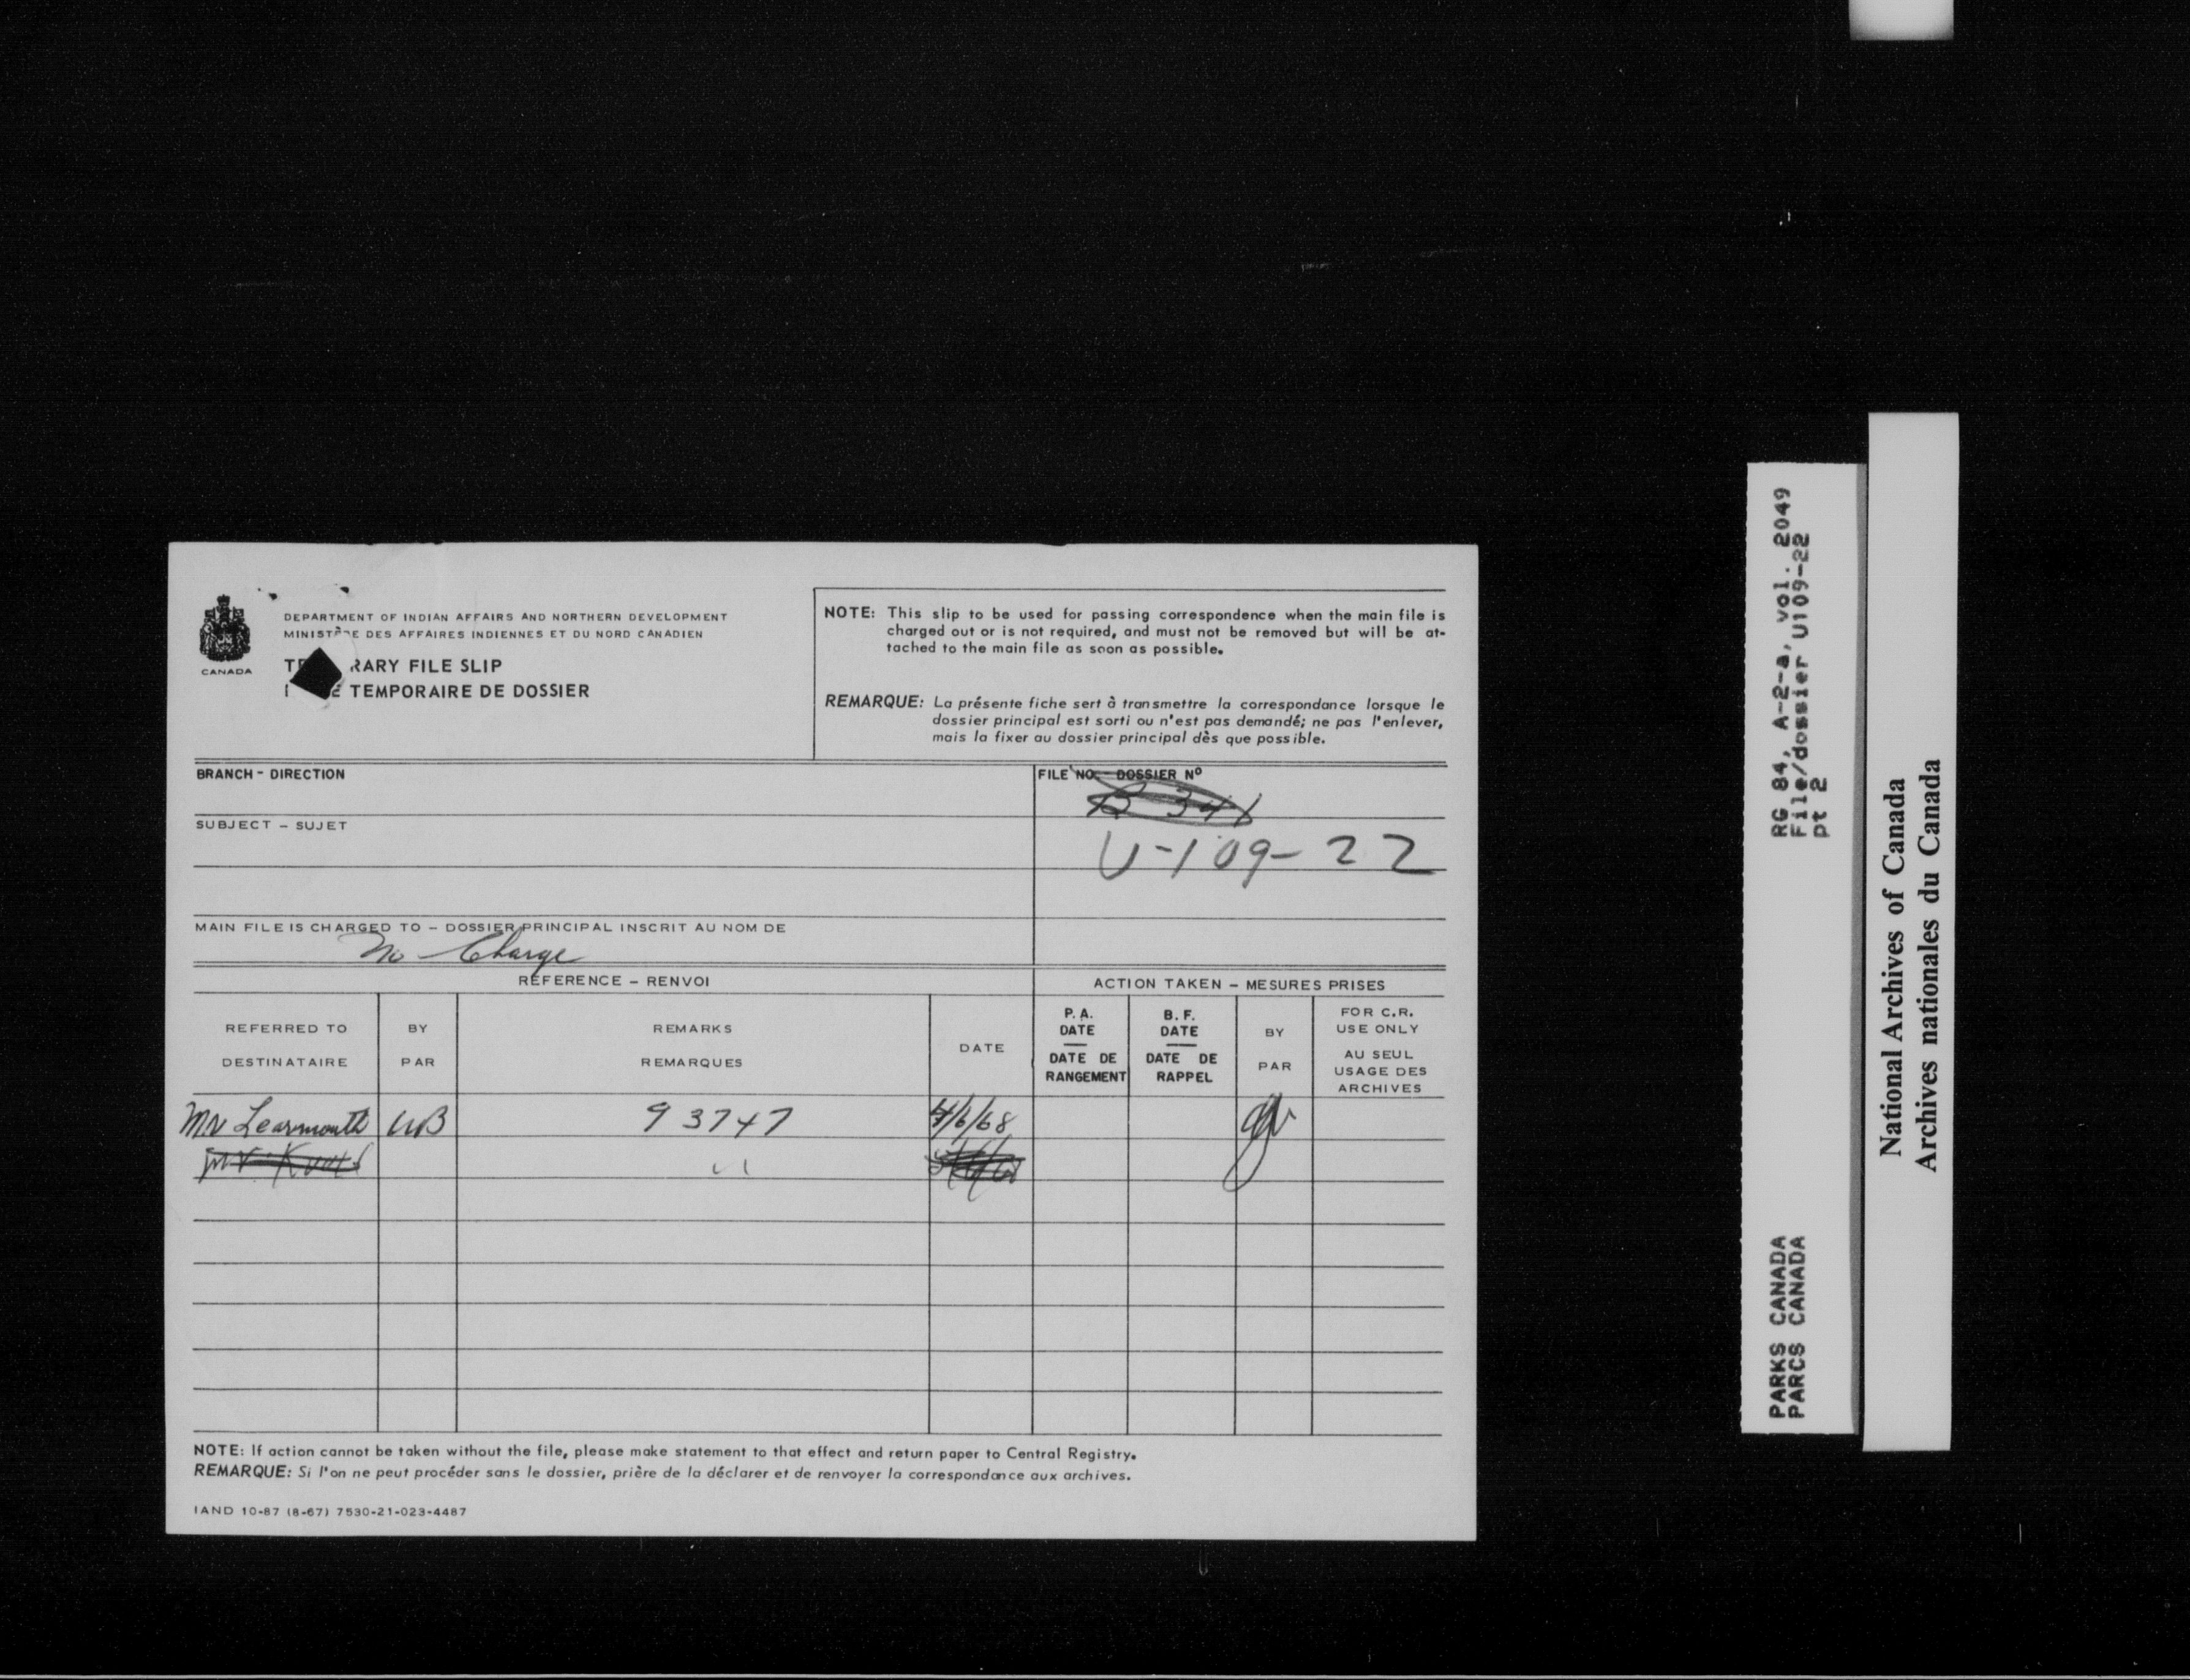 CANADA
DEPARTMENT OF INDIAN AFFAIRS AND NORTHERN DEVELOPMENT
MINISTÈRE DES AFFAIRES INDIENNES ET DU NORD CANADIEN
RARY FILE SLIP
TEMPORAIRE DE DOSSIER
NOTE: This slip to be used for passing correspondence when the main file is
charged out or is not required, and must not be removed but will be at-
tached to the main file as soon as possible.
REMARQUE: La présente fiche sert à transmettre la correspondance lorsque le
dossier principal est sorti ou n'est pas demandé; ne pas l'enlever,
mais la fixer au dossier principal dès que possible.
BRANCH - DIRECTION
FILE NO. - DOSSIER Nº
SUBJECT - SUJET
U-109-22
MAIN FILE IS CHARGED TO - DOSSIER PRINCIPAL INSCRIT AU NOM DE
No Charge
REFERENCE - RENVOI
ACTION TAKEN - MESURES PRISES
REFERRED TO
DESTINATAIRE
BY
PAR
REMARKS
REMARQUES
DATE
P. A.
DATE
DATE DE
RANGEMENT
B. F.
DATE
DATE DE
RAPPEL
BY
PAR
FOR C.R.
USE ONLY
AU SEUL
USAGE DES
ARCHIVES
Mr Learmouth WB 93747 4/6/68
NOTE: If action cannot be taken without the file, please make statement to that effect and return paper to Central Registry.
REMARQUE: Si l'on ne peut procéder sans le dossier, prière de la déclarer et de renvoyer la correspondance aux archives.
IAND 10-87 (8-67) 7530-21-023-4487
RG 84, A-2-a, vol. 2049
File/dossier U109-22
pt 2
PARKS CANADA
PARCS CANADA
National Archives of Canada
Archives nationales du Canada